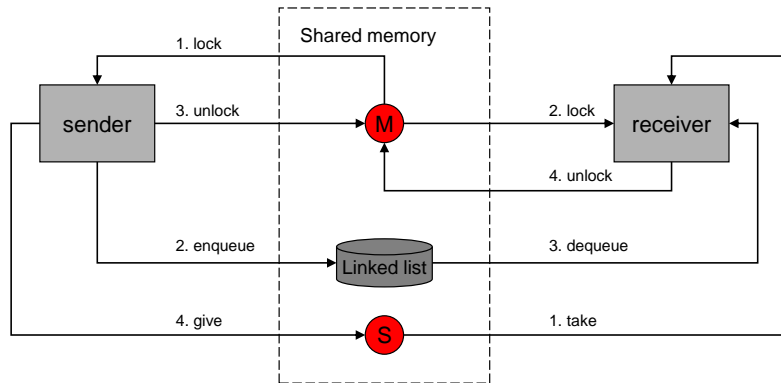 Shared memory
1. lock
sender
3. unlock
M
2. lock
receiver
4. unlock
2. enqueue
Linked list
3. dequeue
4. give
S
1. take